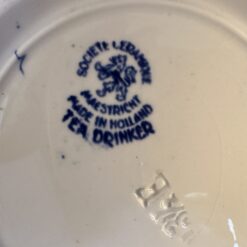 SOCIETE CERAMIQUE
MAESTRICHT
MADE IN HOLLAND
TEA DRINKER